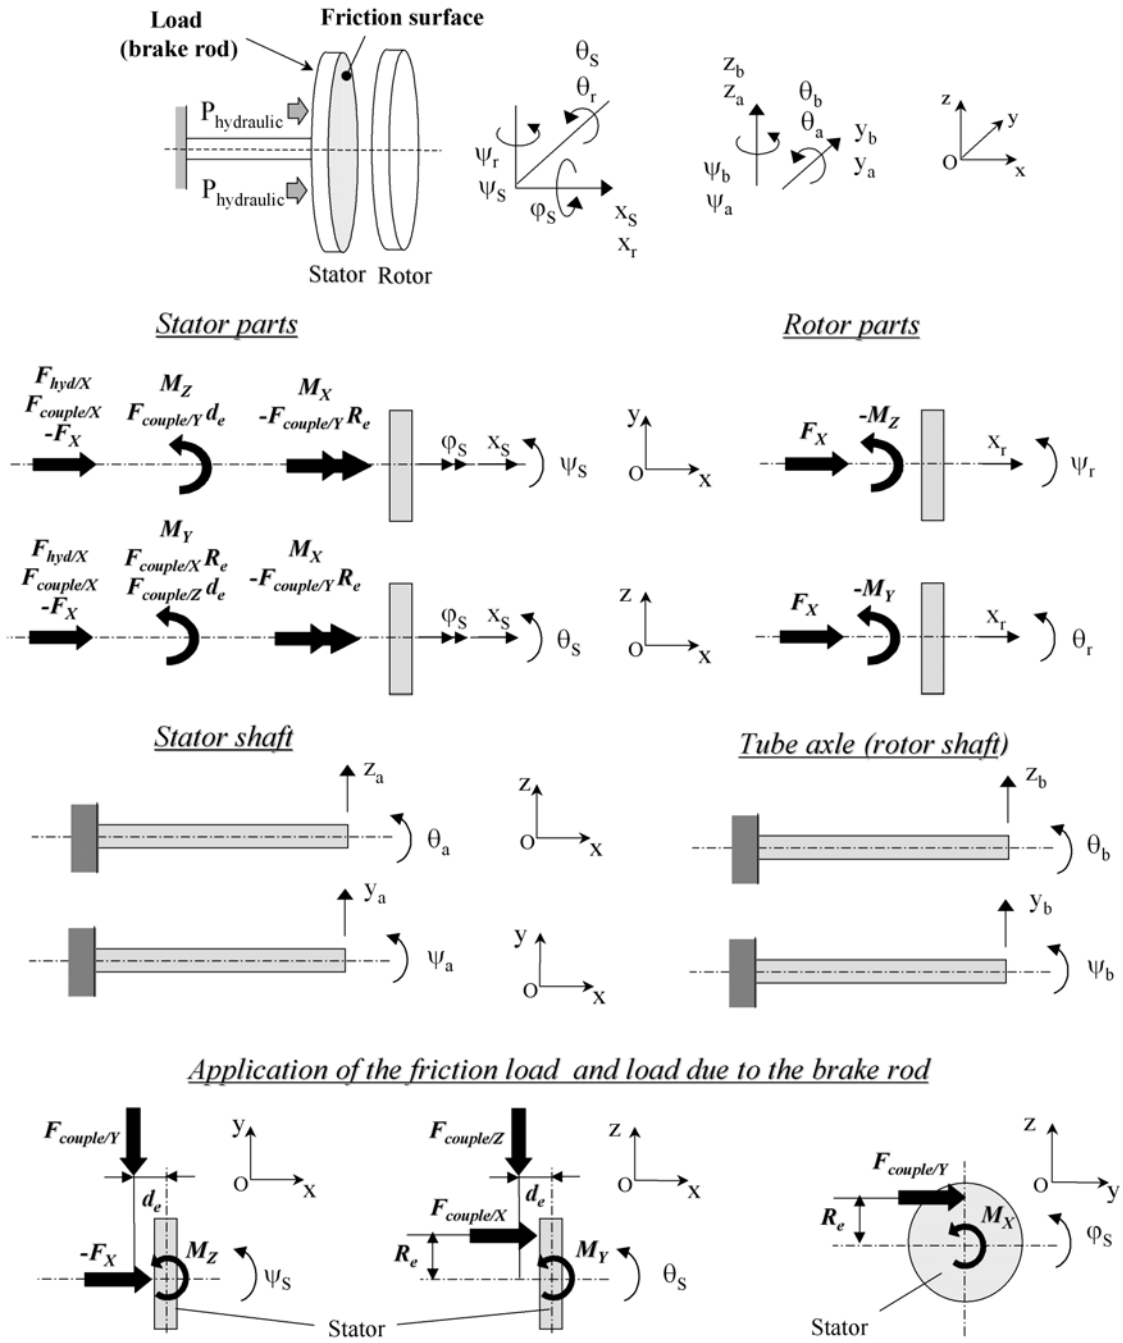 Load
(brake rod)
Friction surface
P_hydraulic
P_hydraulic
Stator
Rotor
θ_S
θ_r
ψ_r
ψ_S
φ_S
x_S
x_r
z_b
z_a
θ_b
θ_a
y_b
y_a
ψ_b
ψ_a
z
y
O
x
Stator parts
Rotor parts
F_hyd/X
F_couple/X
-F_X
M_Z
F_couple/Y d_e
M_X
-F_couple/Y R_e
φ_S
x_S
ψ_S
y
O
x
F_X
-M_Z
x_r
ψ_r
F_hyd/X
F_couple/X
-F_X
M_Y
F_couple/X R_e
F_couple/Z d_e
M_X
-F_couple/Y R_e
φ_S
x_S
θ_S
z
O
x
F_X
-M_Y
x_r
θ_r
Stator shaft
Tube axle (rotor shaft)
z_a
θ_a
z
O
x
z_b
θ_b
y_a
ψ_a
y
O
x
y_b
ψ_b
Application of the friction load and load due to the brake rod
F_couple/Y
d_e
y
O
x
-F_X
M_Z
ψ_S
F_couple/Z
d_e
z
O
x
F_couple/X
R_e
M_Y
θ_S
Stator
z
O
y
F_couple/Y
R_e
M_X
φ_S
Stator